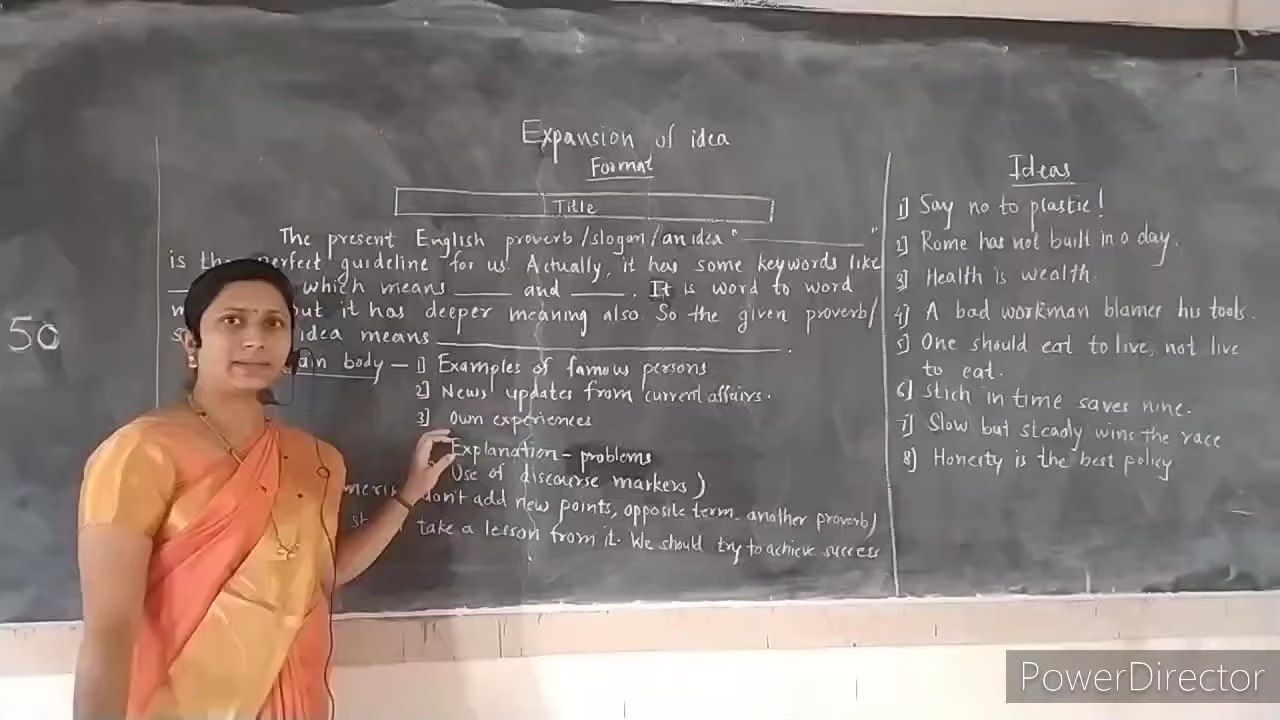 Expansion of idea
Format
Title
The present English proverb/slogan/an idea " ________ "
is the perfect guideline for us. Actually, it has some keywords like
which means ____ and ____. It is word to word
but it has deeper meaning also. So the given proverb/
idea means ________.
ain body - 1] Examples of famous persons
2] News updates from current affairs.
3] Own experiences
Explanation - problems
Use of discourse markers)
don't add new points, opposite term, another proverb)
take a lesson from it. We should try to achieve success
50
Ideas
1] Say no to plastic!
2] Rome has not built in a day.
3] Health is wealth.
4] A bad workman blames his tools.
5] One should eat to live, not live
to eat.
6] Stich in time saves nine.
7] Slow but steady wins the race
8] Honesty is the best policy
PowerDirector